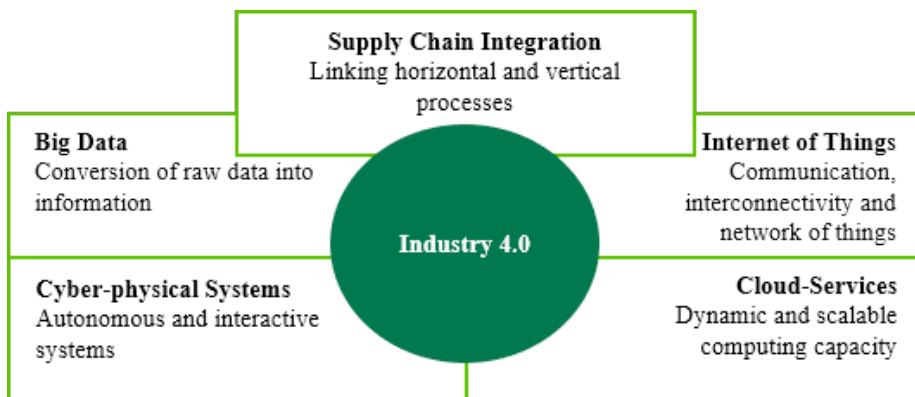 Supply Chain Integration
Linking horizontal and vertical
processes
Big Data
Conversion of raw data into
information
Internet of Things
Communication,
interconnectivity and
network of things
Industry 4.0
Cyber-physical Systems
Autonomous and interactive
systems
Cloud-Services
Dynamic and scalable
computing capacity